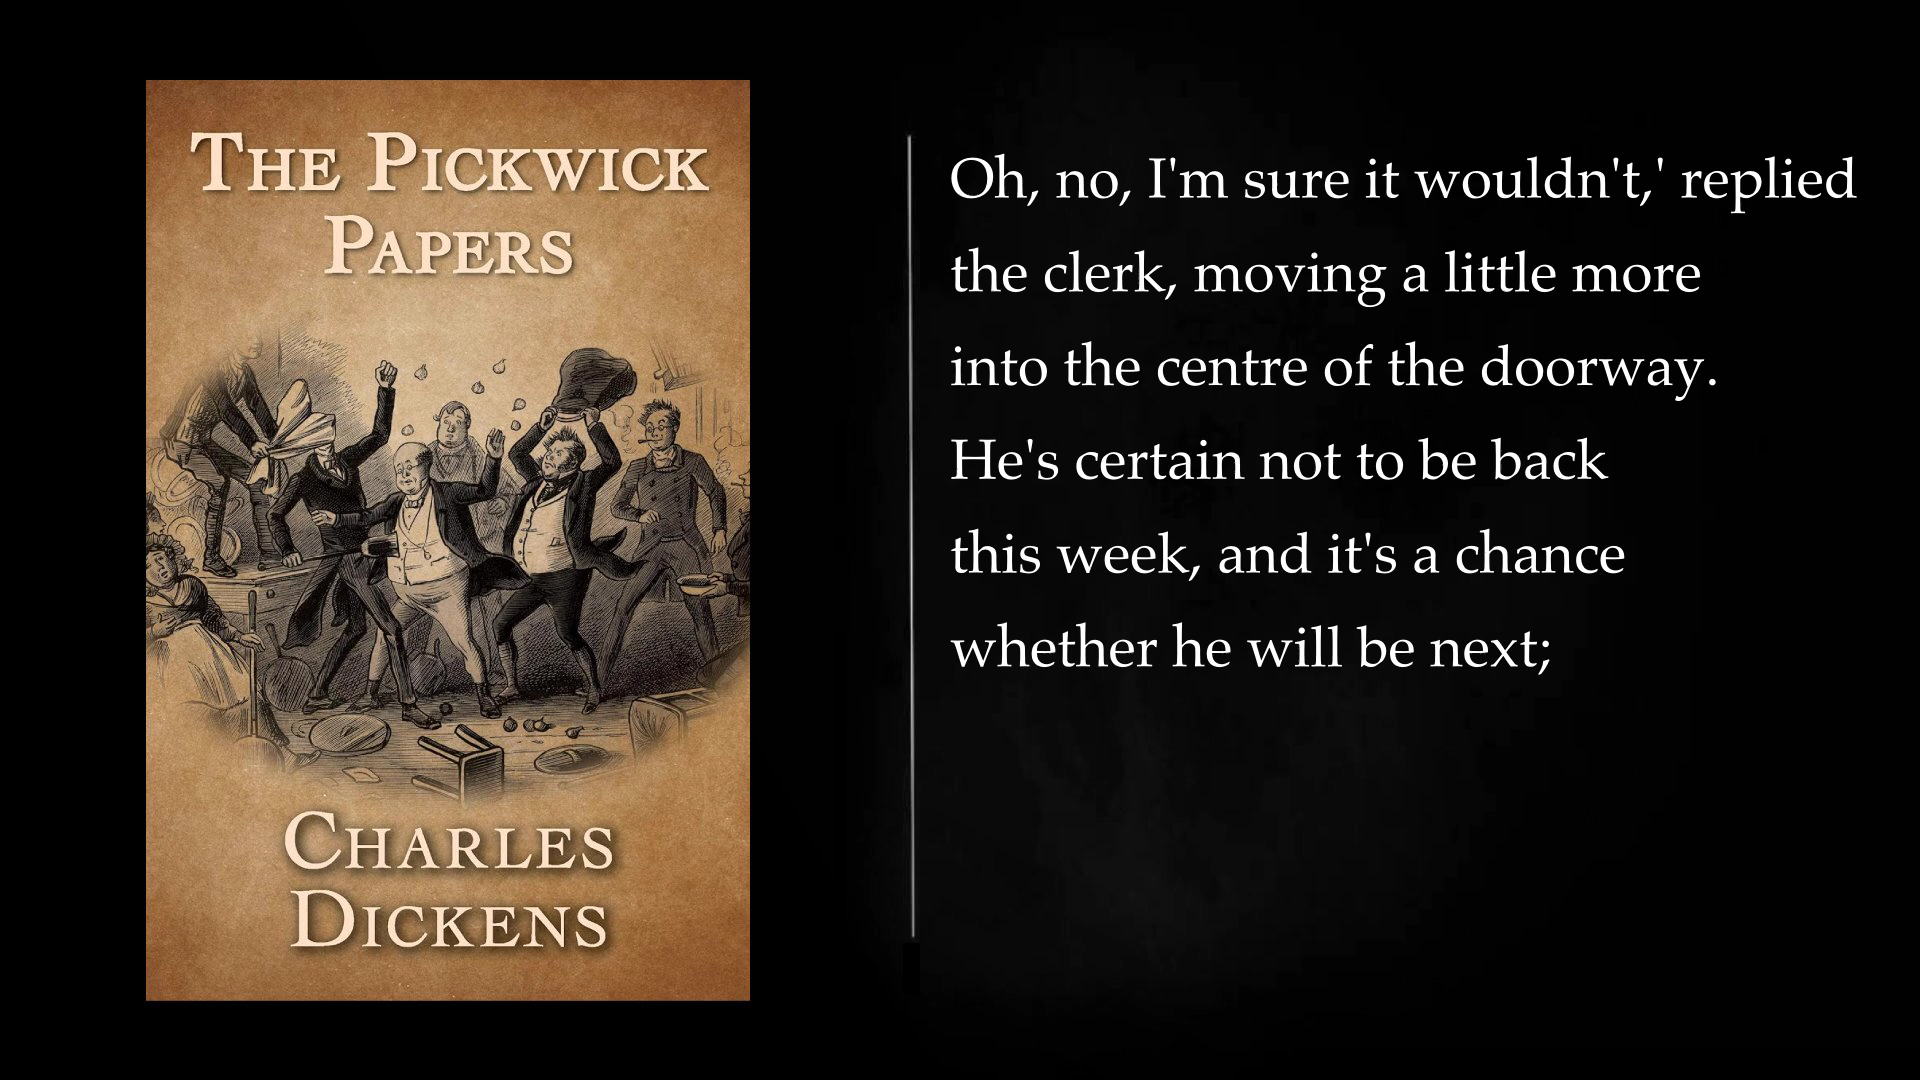 THE PICKWICK
PAPERS
CHARLES
DICKENS
Oh, no, I'm sure it wouldn't,' replied
the clerk, moving a little more
into the centre of the doorway.
He's certain not to be back
this week, and it's a chance
whether he will be next;